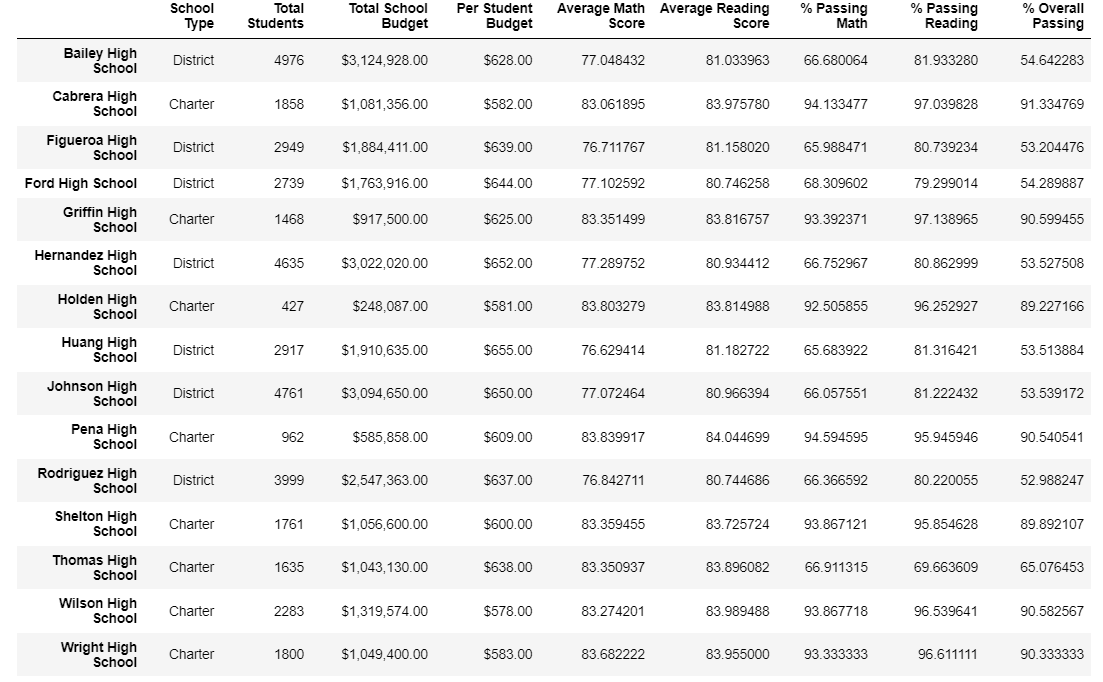 School Type Total Students Total School Budget Per Student Budget Average Math Score Average Reading Score % Passing Math % Passing Reading % Overall Passing
Bailey High School District 4976 $3,124,928.00 $628.00 77.048432 81.033963 66.680064 81.933280 54.642283
Cabrera High School Charter 1858 $1,081,356.00 $582.00 83.061895 83.975780 94.133477 97.039828 91.334769
Figueroa High School District 2949 $1,884,411.00 $639.00 76.711767 81.158020 65.988471 80.739234 53.204476
Ford High School District 2739 $1,763,916.00 $644.00 77.102592 80.746258 68.309602 79.299014 54.289887
Griffin High School Charter 1468 $917,500.00 $625.00 83.351499 83.816757 93.392371 97.138965 90.599455
Hernandez High School District 4635 $3,022,020.00 $652.00 77.289752 80.934412 66.752967 80.862999 53.527508
Holden High School Charter 427 $248,087.00 $581.00 83.803279 83.814988 92.505855 96.252927 89.227166
Huang High School District 2917 $1,910,635.00 $655.00 76.629414 81.182722 65.683922 81.316421 53.513884
Johnson High School District 4761 $3,094,650.00 $650.00 77.072464 80.966394 66.057551 81.222432 53.539172
Pena High School Charter 962 $585,858.00 $609.00 83.839917 84.044699 94.594595 95.945946 90.540541
Rodriguez High School District 3999 $2,547,363.00 $637.00 76.842711 80.744686 66.366592 80.220055 52.988247
Shelton High School Charter 1761 $1,056,600.00 $600.00 83.359455 83.725724 93.867121 95.854628 89.892107
Thomas High School Charter 1635 $1,043,130.00 $638.00 83.350937 83.896082 66.911315 69.663609 65.076453
Wilson High School Charter 2283 $1,319,574.00 $578.00 83.274201 83.989488 93.867718 96.539641 90.582567
Wright High School Charter 1800 $1,049,400.00 $583.00 83.682222 83.955000 93.333333 96.611111 90.333333